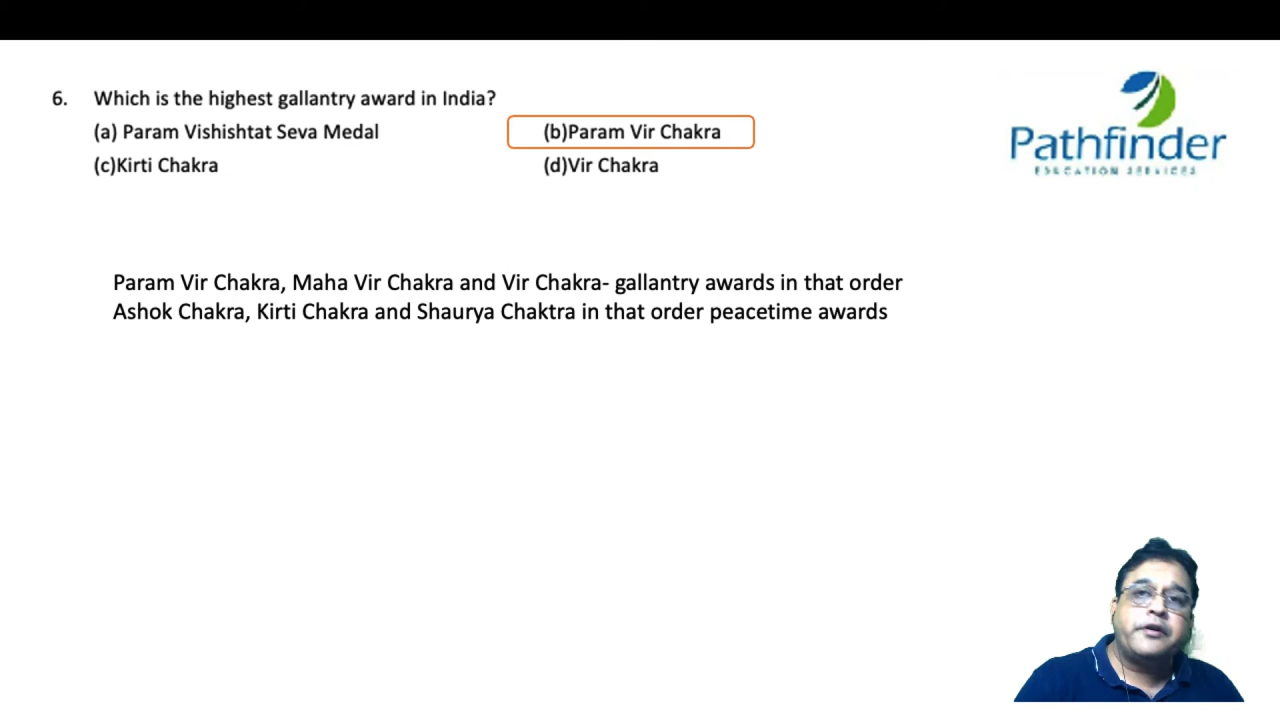 6. Which is the highest gallantry award in India?
(a) Param Vishishtat Seva Medal (b)Param Vir Chakra
(c)Kirti Chakra (d)Vir Chakra
Pathfinder
EDUCATION SERVICES
Param Vir Chakra, Maha Vir Chakra and Vir Chakra- gallantry awards in that order
Ashok Chakra, Kirti Chakra and Shaurya Chaktra in that order peacetime awards